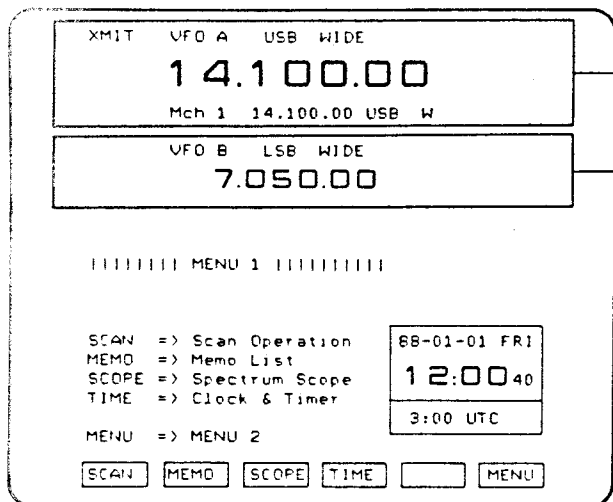 XMIT VFO A USB WIDE
14.100.00
Mch 1 14.100.00 USB W
VFO B LSB WIDE
7.050.00
|||||||| MENU 1 ||||||||||
SCAN => Scan Operation
MEMO => Memo List
SCOPE => Spectrum Scope
TIME => Clock & Timer
MENU => MENU 2
88-01-01 FRI
12:00 40
3:00 UTC
SCAN MEMO SCOPE TIME MENU